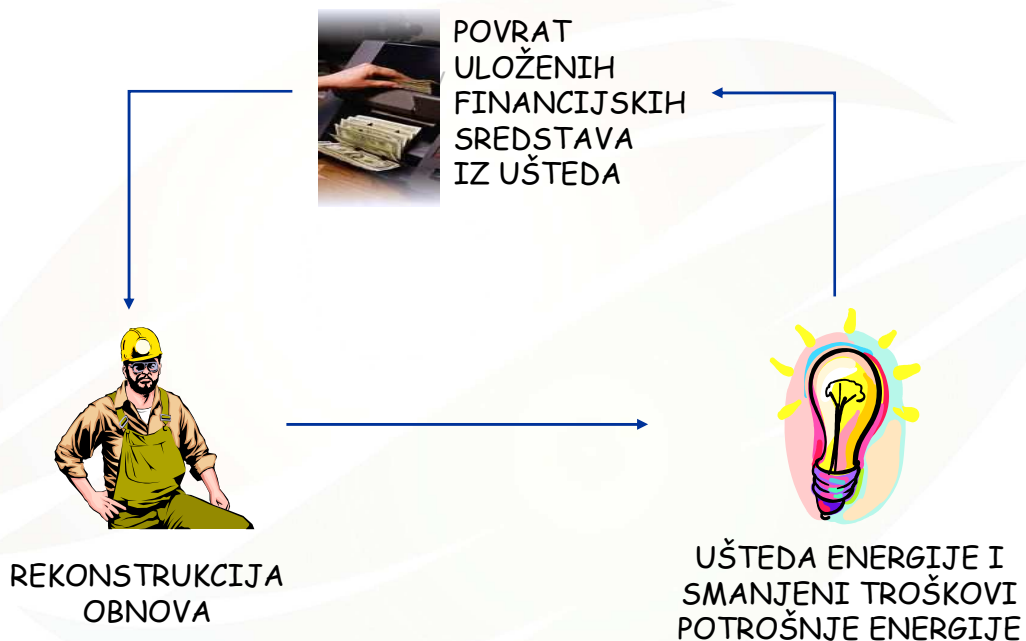 POVRAT
ULOŽENIH
FINANCIJSKIH
SREDSTAVA
IZ UŠTEDA
REKONSTRUKCIJA
OBNOVA
UŠTEDA ENERGIJE I
SMANJENI TROŠKOVI
POTROŠNJE ENERGIJE